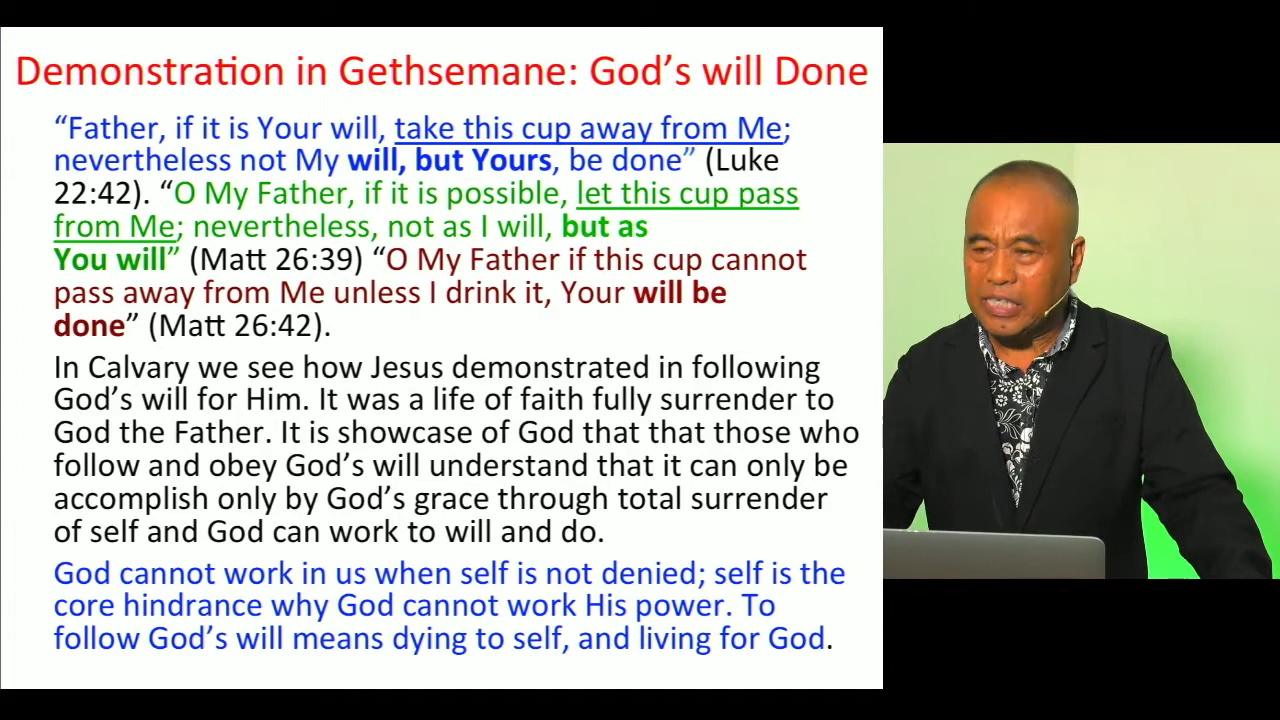 Demonstration in Gethsemane: God’s will Done
“Father, if it is Your will, take this cup away from Me;
nevertheless not My will, but Yours, be done” (Luke
22:42). “O My Father, if it is possible, let this cup pass
from Me; nevertheless, not as I will, but as
You will” (Matt 26:39) “O My Father if this cup cannot
pass away from Me unless I drink it, Your will be
done” (Matt 26:42).
In Calvary we see how Jesus demonstrated in following
God’s will for Him. It was a life of faith fully surrender to
God the Father. It is showcase of God that that those who
follow and obey God’s will understand that it can only be
accomplish only by God’s grace through total surrender
of self and God can work to will and do.
God cannot work in us when self is not denied; self is the
core hindrance why God cannot work His power. To
follow God’s will means dying to self, and living for God.